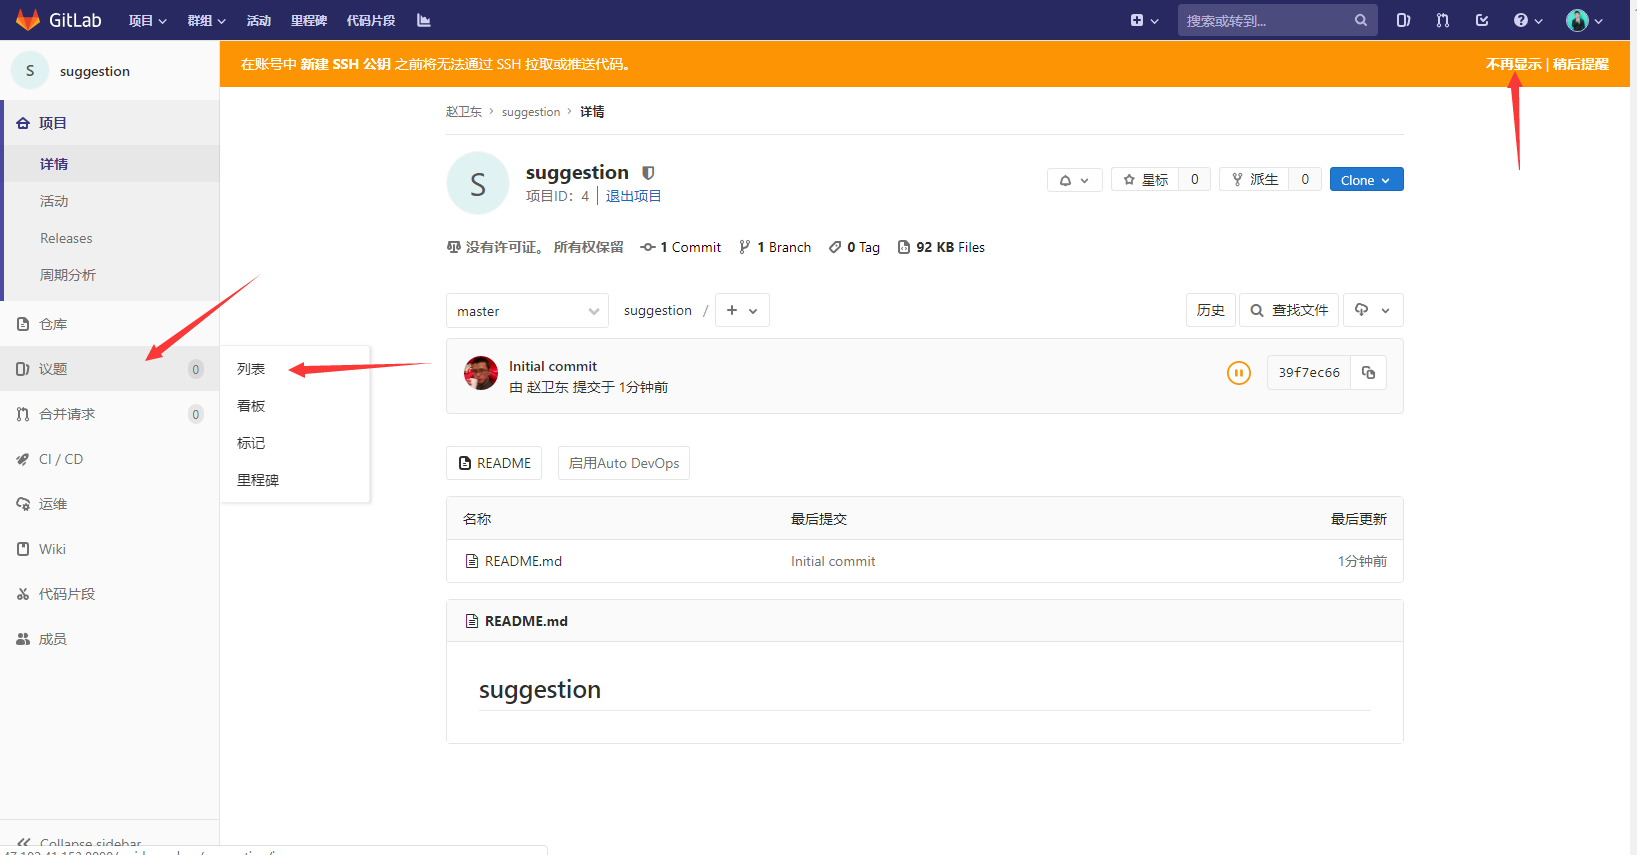 GitLab 项目 群组 活动 里程碑 代码片段 搜索或转到...
S suggestion
在账号中 新建 SSH 公钥 之前将无法通过 SSH 拉取或推送代码。 不再显示 | 稍后提醒
项目
详情
活动
Releases
周期分析
仓库
议题 0
合并请求 0
CI / CD
运维
Wiki
代码片段
成员
Collapse sidebar
列表
看板
标记
里程碑
赵卫东 › suggestion › 详情
S
suggestion
项目ID: 4 | 退出项目
星标 0 派生 0 Clone
没有许可证。 所有权保留 1 Commit 1 Branch 0 Tag 92 KB Files
master suggestion / + 历史 查找文件
Initial commit
由 赵卫东 提交于 1分钟前
39f7ec66
README 启用Auto DevOps
名称 最后提交 最后更新
README.md Initial commit 1分钟前
README.md
suggestion